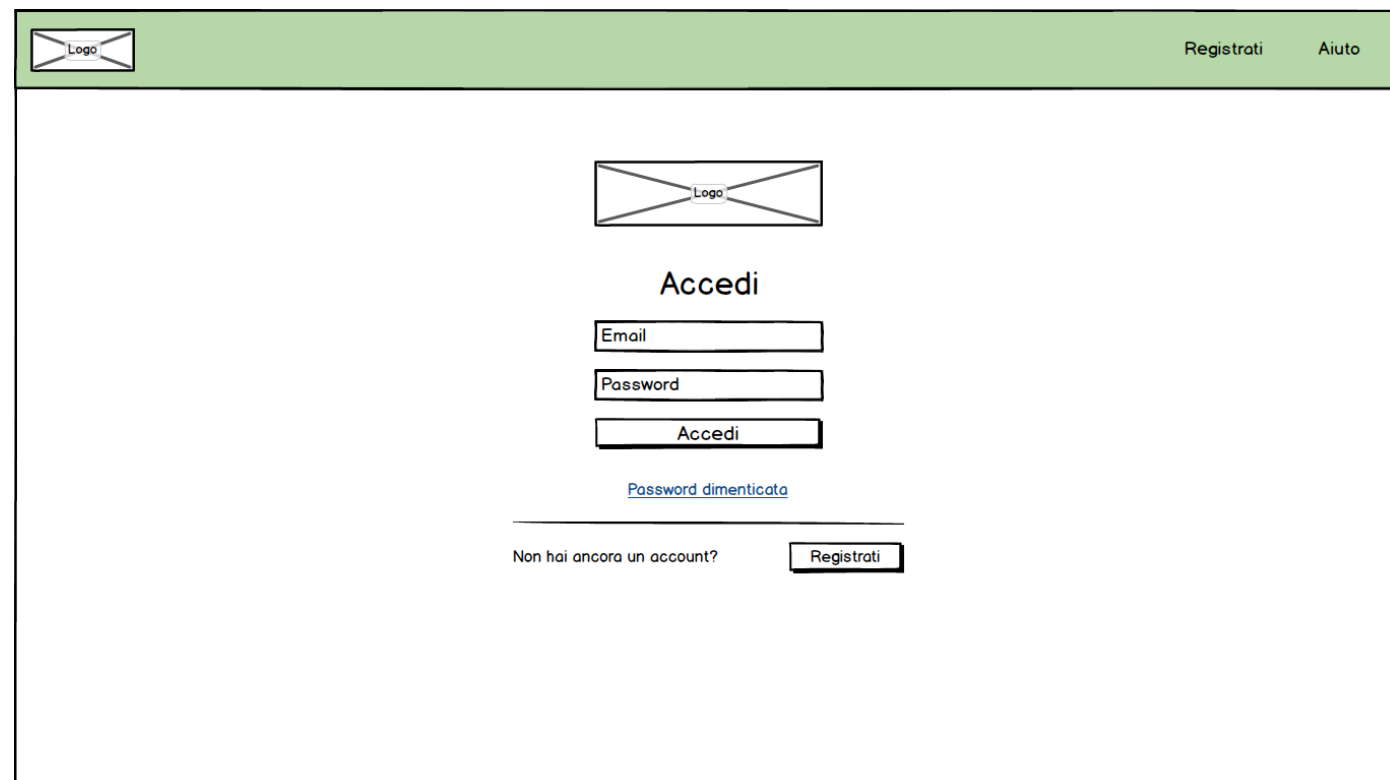 Logo
Registrati Aiuto
Logo
Accedi
Email
Password
Accedi
Password dimenticata
Non hai ancora un account? Registrati